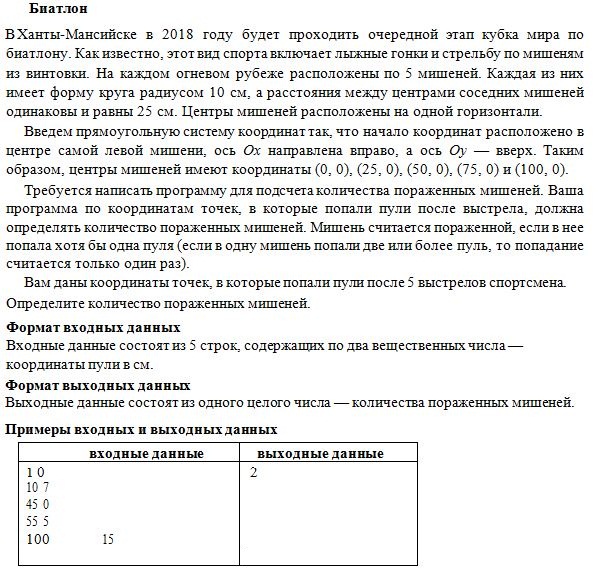 Биатлон
В Ханты-Мансийске в 2018 году будет проходить очередной этап кубка мира по
биатлону. Как известно, этот вид спорта включает лыжные гонки и стрельбу по мишеням
из винтовки. На каждом огневом рубеже расположены по 5 мишеней. Каждая из них
имеет форму круга радиусом 10 см, а расстояния между центрами соседних мишеней
одинаковы и равны 25 см. Центры мишеней расположены на одной горизонтали.
Введем прямоугольную систему координат так, что начало координат расположено в
центре самой левой мишени, ось Ox направлена вправо, а ось Oy — вверх. Таким
образом, центры мишеней имеют координаты (0, 0), (25, 0), (50, 0), (75, 0) и (100, 0).
Требуется написать программу для подсчета количества пораженных мишеней. Ваша
программа по координатам точек, в которые попали пули после выстрела, должна
определять количество пораженных мишеней. Мишень считается пораженной, если в нее
попала хотя бы одна пуля (если в одну мишень попали две или более пуль, то попадание
считается только один раз).
Вам даны координаты точек, в которые попали пули после 5 выстрелов спортсмена.
Определите количество пораженных мишеней.
Формат входных данных
Входные данные состоят из 5 строк, содержащих по два вещественных числа —
координаты пули в см.
Формат выходных данных
Выходные данные состоят из одного целого числа — количества пораженных мишеней.
Примеры входных и выходных данных
входные данные выходные данные
1 0 2
10 7
45 0
55 5
100 15